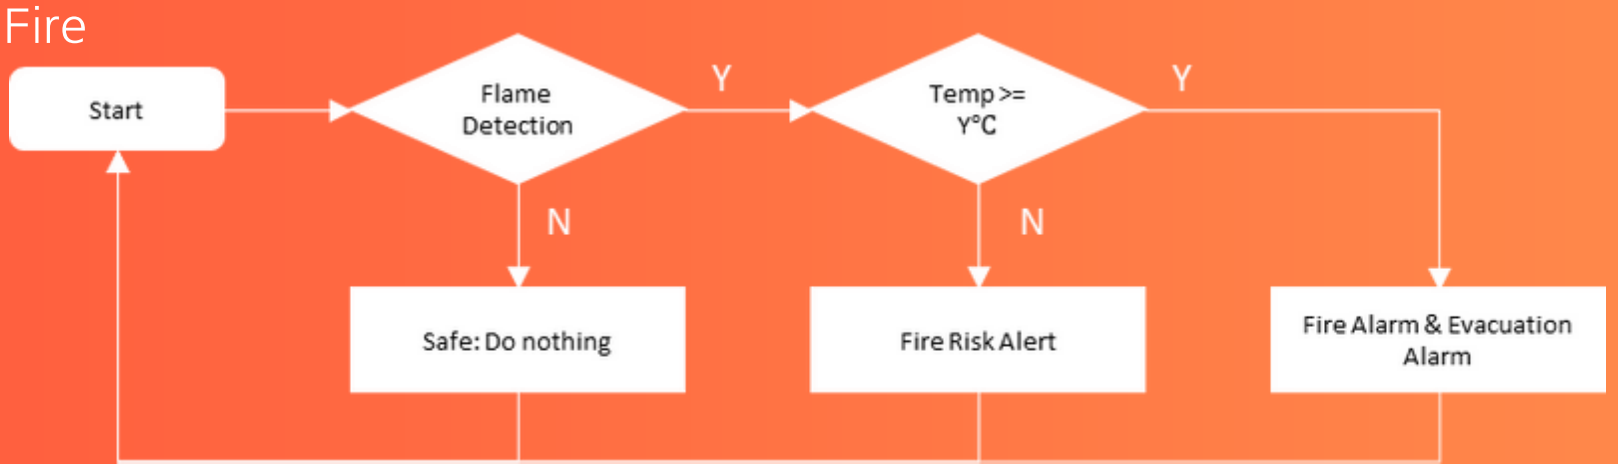 Fire
Start
Flame
Detection
Y
Temp >=
Y°C
Y
N
N
Safe: Do nothing
Fire Risk Alert
Fire Alarm & Evacuation
Alarm